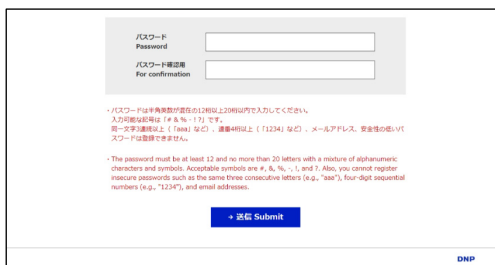 パスワード
Password
パスワード確認用
For confirmation
・パスワードは半角英数が混在の12桁以上20桁以内で入力してください。
入力可能な記号は「# & % - ! ?」です。
同一文字3連続以上（「aaa」など）、連番4桁以上（「1234」など）、メールアドレス、安全性の低いパ
スワードは登録できません。
・The password must be at least 12 and no more than 20 letters with a mixture of alphanumeric
characters and symbols. Acceptable symbols are #, &, %, -, !, and ?. Also, you cannot register
insecure passwords such as the same three consecutive letters (e.g., "aaa"), four-digit sequential
numbers (e.g., "1234"), and email addresses.
→ 送信 Submit
DNP